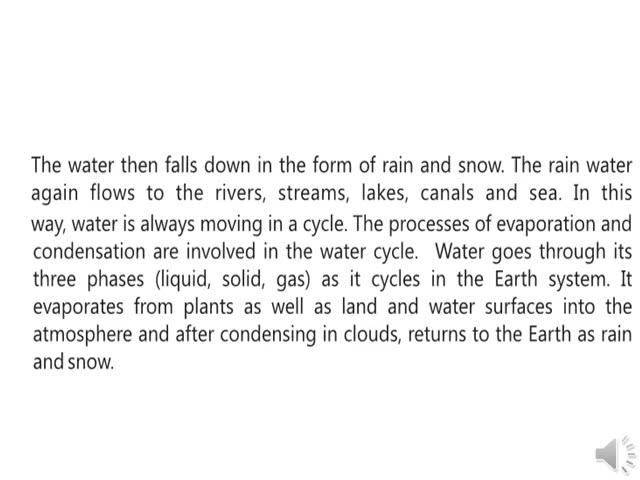 The water then falls down in the form of rain and snow. The rain water
again flows to the rivers, streams, lakes, canals and sea. In this
way, water is always moving in a cycle. The processes of evaporation and
condensation are involved in the water cycle. Water goes through its
three phases (liquid, solid, gas) as it cycles in the Earth system. It
evaporates from plants as well as land and water surfaces into the
atmosphere and after condensing in clouds, returns to the Earth as rain
and snow.